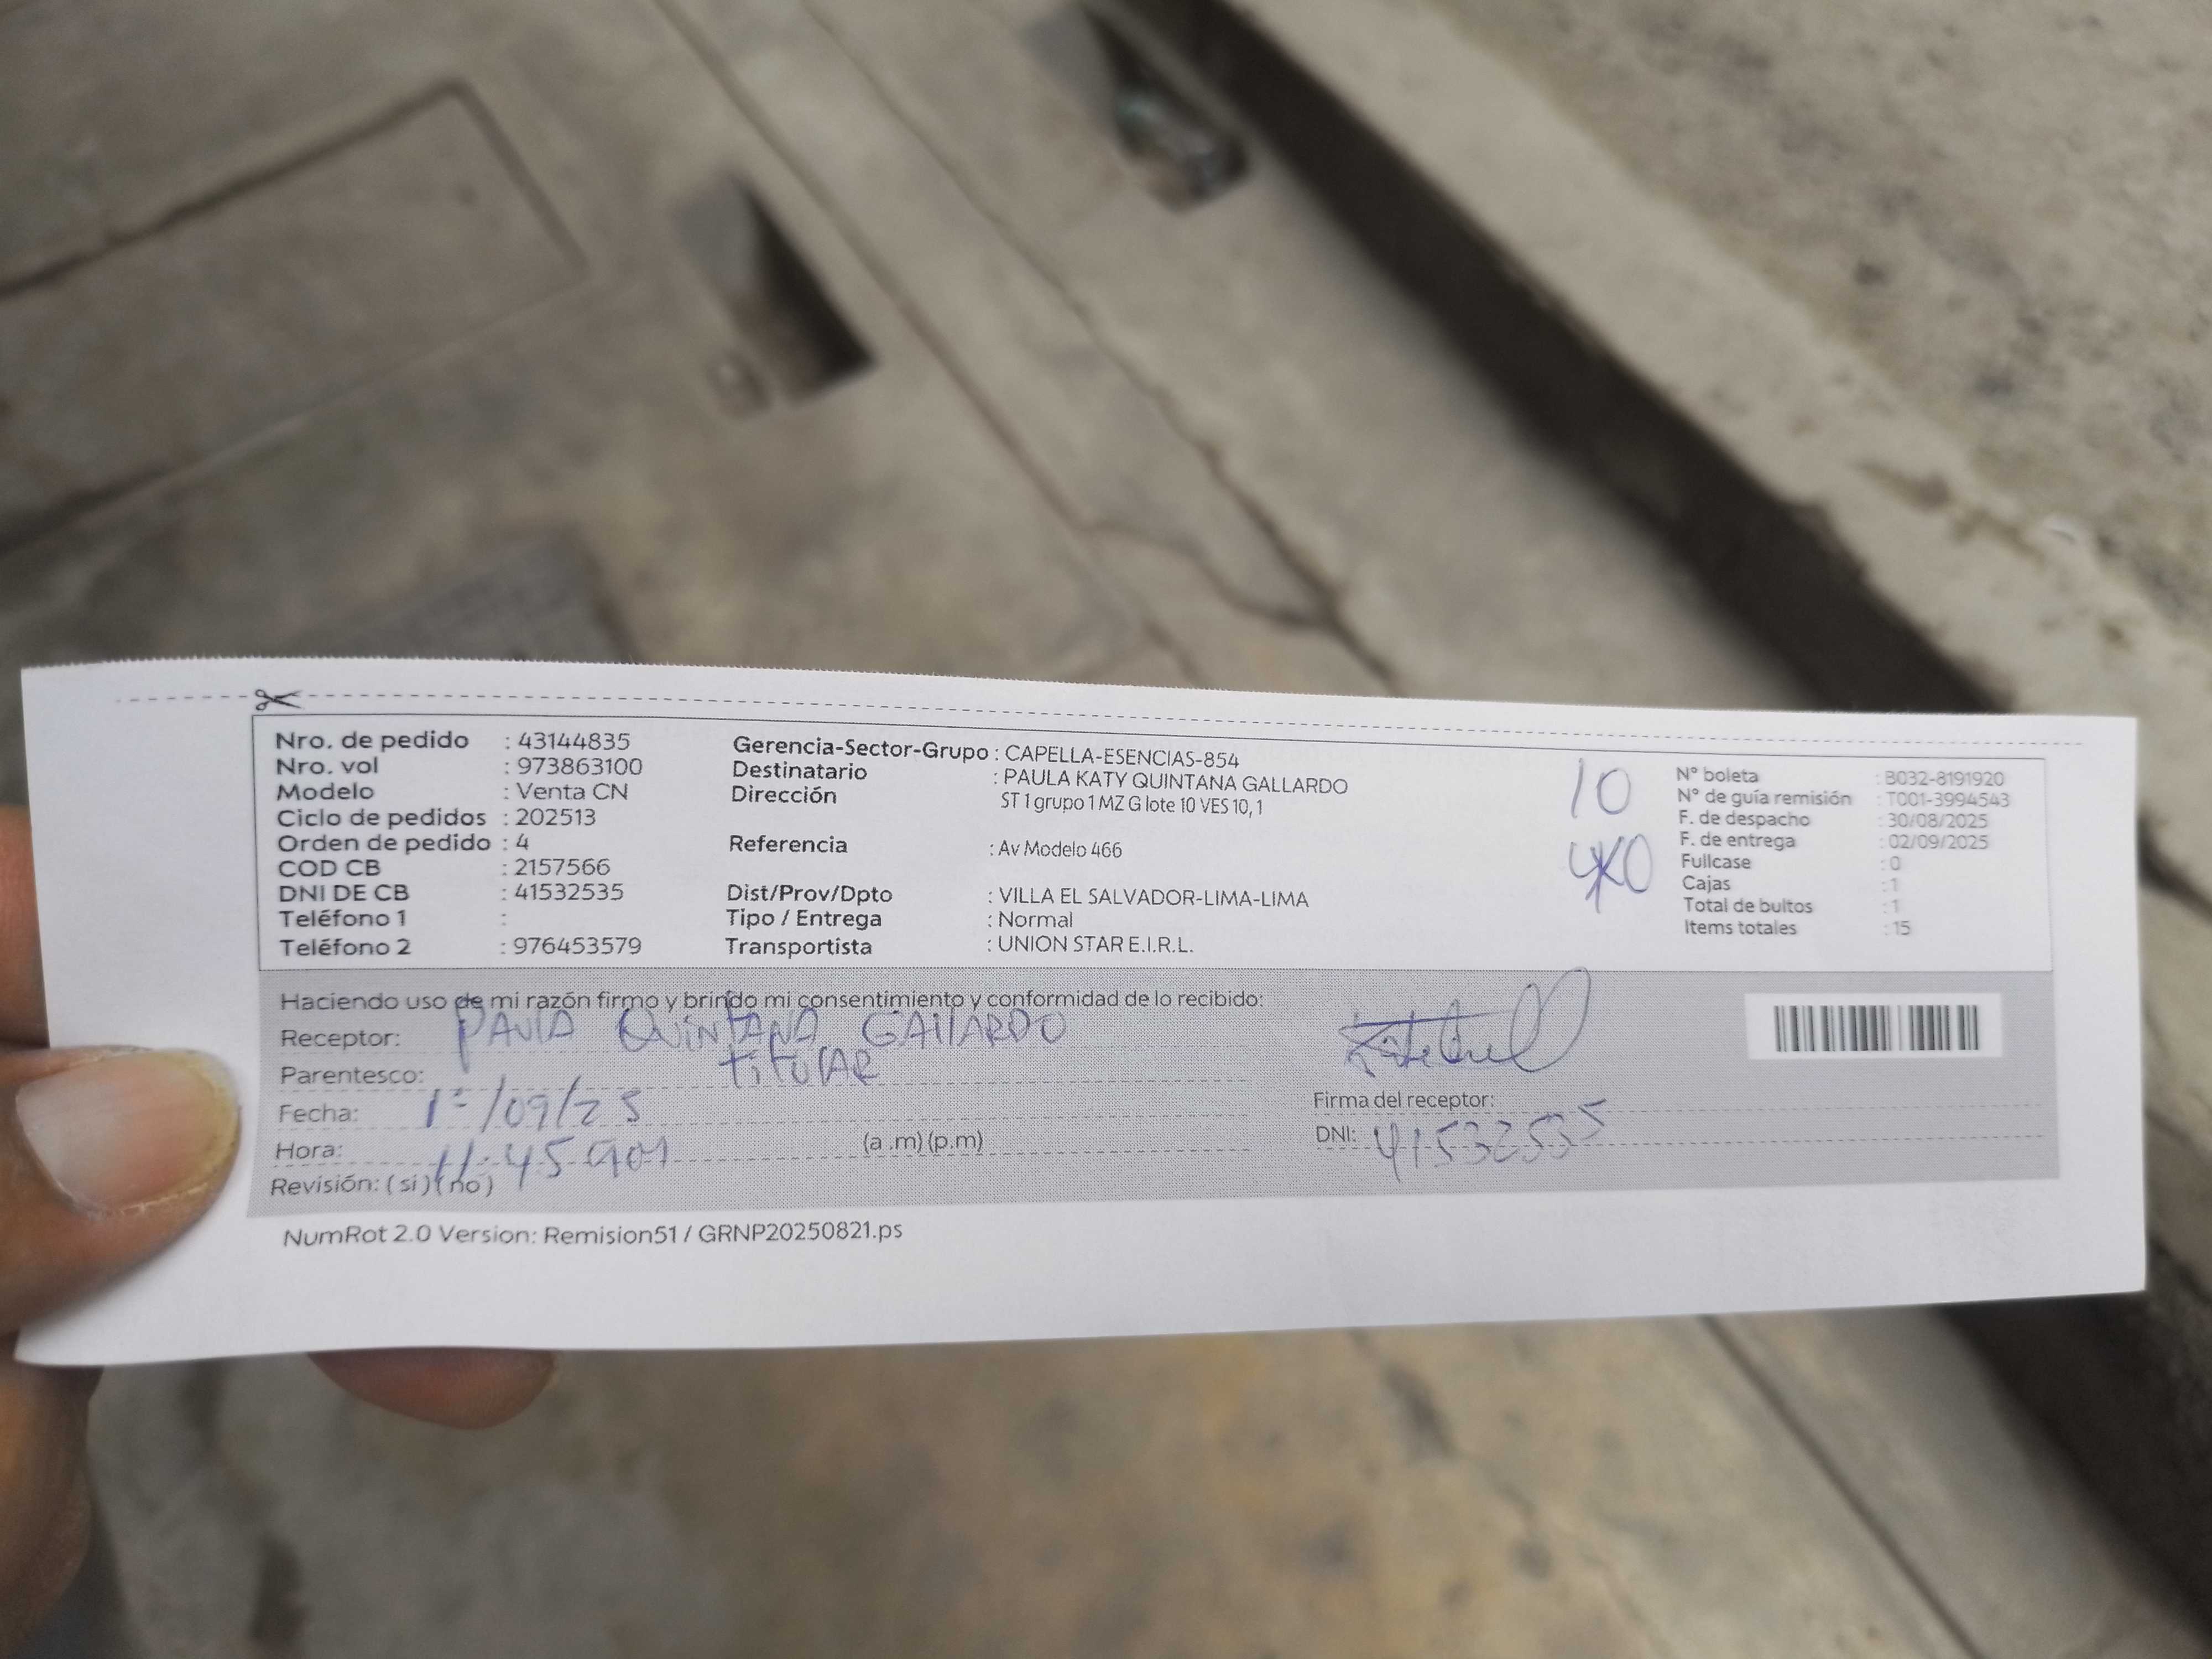 Nro. de pedido : 43144835
Nro. vol : 973863100
Modelo : Venta CN
Ciclo de pedidos : 202513
Orden de pedido : 4
COD CB : 2157566
DNI DE CB : 41532535
Teléfono 1 :
Teléfono 2 : 976453579
Gerencia-Sector-Grupo : CAPELLA-ESENCIAS-854
Destinatario : PAULA KATY QUINTANA GALLARDO
Dirección ST 1 grupo 1 MZ G lote 10 VES 10, 1
Referencia : Av Modelo 466
Dist/Prov/Dpto : VILLA EL SALVADOR-LIMA-LIMA
Tipo / Entrega : Normal
Transportista : UNION STAR E.I.R.L.
10
N° boleta : B032-8191920
N° de guía remisión : T001-3994543
F. de despacho : 30/08/2025
F. de entrega : 02/09/2025
Fullcase : 0
Cajas : 1
Total de bultos : 1
Items totales : 15
Haciendo uso de mi razón firmo y brindo mi consentimiento y conformidad de lo recibido:
Receptor: PAULA QUINTANA GALLARDO
Parentesco: TITULAR
Fecha: 1º/09/25
Hora: 11:45 am (a .m) (p.m)
Revisión: ( si ) ( no )
Firma del receptor:
DNI: 41532535
NumRot 2.0 Version: Remision51 / GRNP20250821.ps